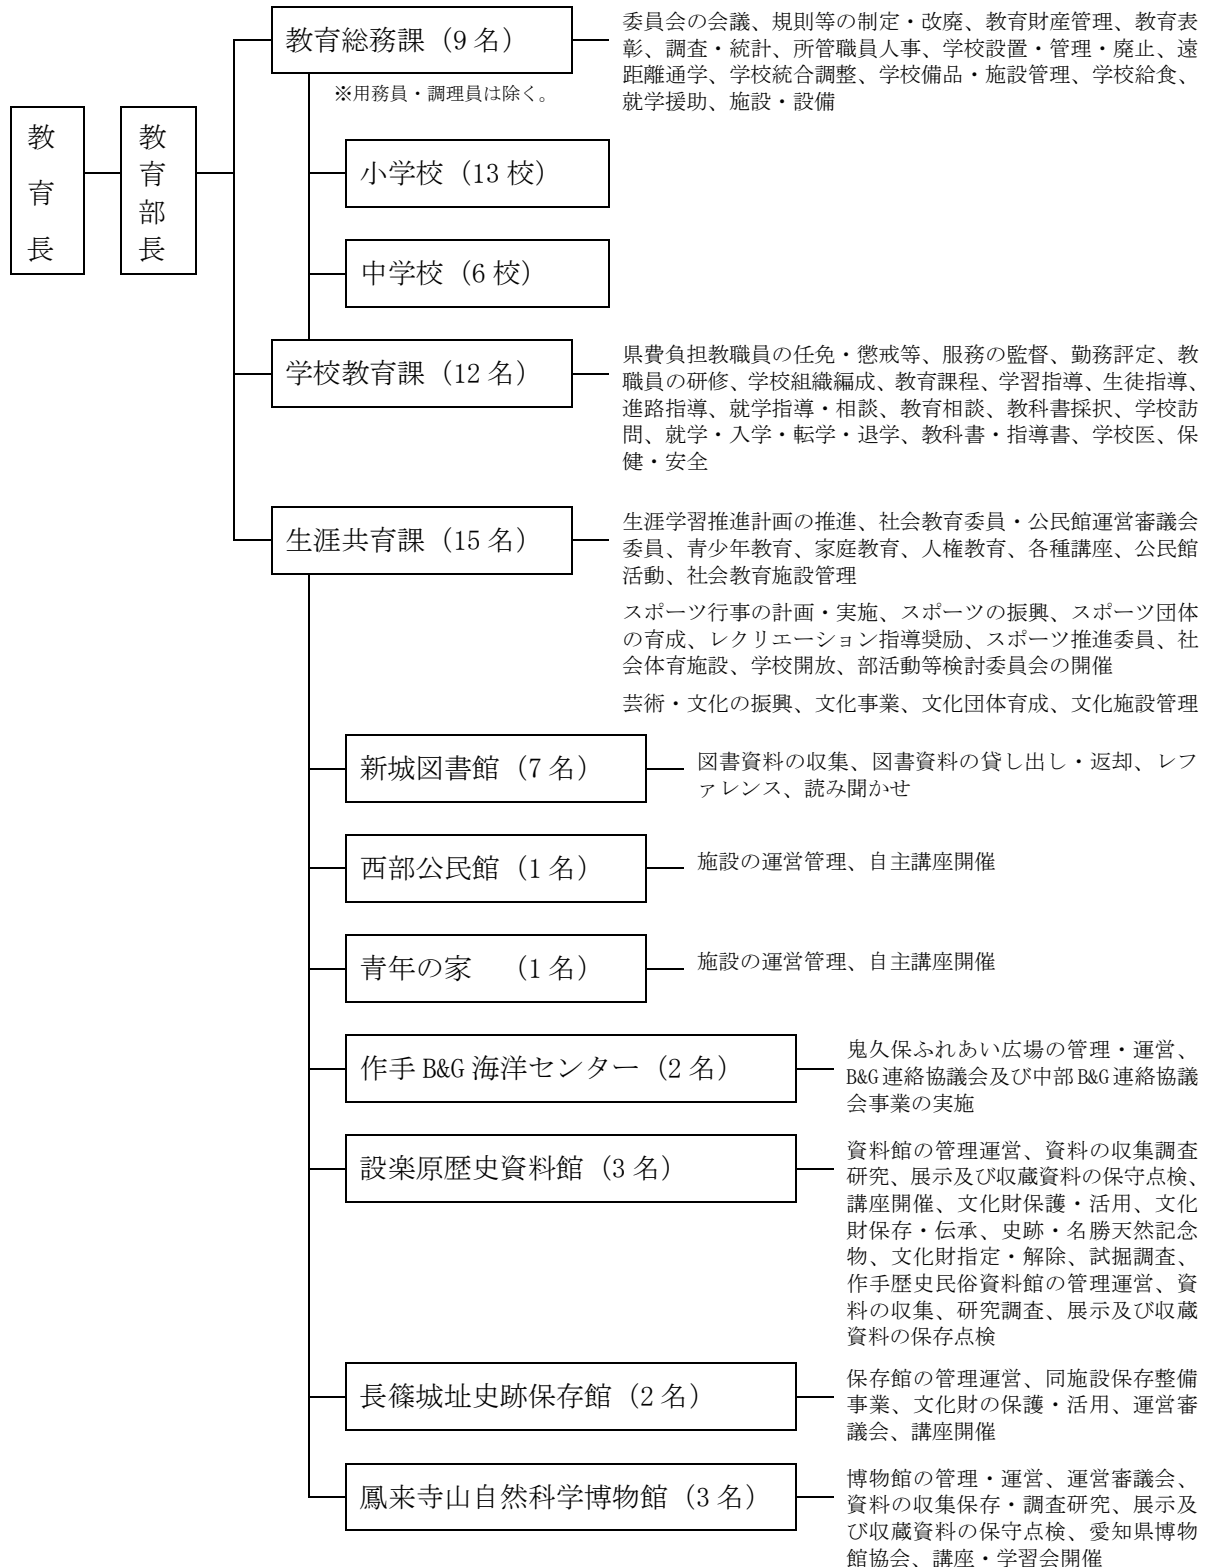 教育総務課（9名）
委員会の会議、規則等の制定・改廃、教育財産管理、教育表
彰、調査・統計、所管職員人事、学校設置・管理・廃止、遠
距離通学、学校統合調整、学校備品・施設管理、学校給食、
就学援助、施設・設備
※用務員・調理員は除く。
教育長
教育部長
小学校（13校）
中学校（6校）
学校教育課（12名）
県費負担教職員の任免・懲戒等、服務の監督、勤務評定、教
職員の研修、学校組織編成、教育課程、学習指導、生徒指導、
進路指導、就学指導・相談、教育相談、教科書採択、学校訪
問、就学・入学・転学・退学、教科書・指導書、学校医、保
健・安全
生涯共育課（15名）
生涯学習推進計画の推進、社会教育委員・公民館運営審議会
委員、青少年教育、家庭教育、人権教育、各種講座、公民館
活動、社会教育施設管理
スポーツ行事の計画・実施、スポーツの振興、スポーツ団体
の育成、レクリエーション指導奨励、スポーツ推進委員、社
会体育施設、学校開放、部活動等検討委員会の開催
芸術・文化の振興、文化事業、文化団体育成、文化施設管理
新城図書館（7名）
図書資料の収集、図書資料の貸し出し・返却、レフ
ァレンス、読み聞かせ
西部公民館（1名）
施設の運営管理、自主講座開催
青年の家　（1名）
施設の運営管理、自主講座開催
作手B&G海洋センター（2名）
鬼久保ふれあい広場の管理・運営、
B&G連絡協議会及び中部B&G連絡協議
会事業の実施
設楽原歴史資料館（3名）
資料館の管理運営、資料の収集調査
研究、展示及び収蔵資料の保守点検、
講座開催、文化財保護・活用、文化
財保存・伝承、史跡・名勝天然記念
物、文化財指定・解除、試掘調査、
作手歴史民俗資料館の管理運営、資
料の収集、研究調査、展示及び収蔵
資料の保存点検
長篠城址史跡保存館（2名）
保存館の管理運営、同施設保存整備
事業、文化財の保護・活用、運営審
議会、講座開催
鳳来寺山自然科学博物館（3名）
博物館の管理・運営、運営審議会、
資料の収集保存・調査研究、展示及
び収蔵資料の保守点検、愛知県博物
館協会、講座・学習会開催